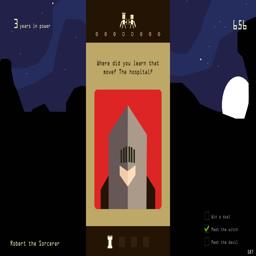 3 years in power
656
Where did you learn that
move? The hospital?
Win a duel
Meet the witch
Meet the devil
Robert the Sorcerer